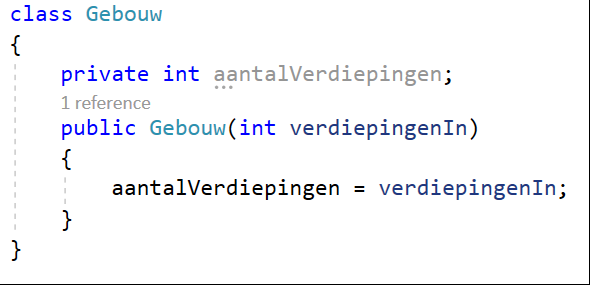 class Gebouw
{
    private int aantalVerdiepingen;
    1 reference
    public Gebouw(int verdiepingenIn)
    {
        aantalVerdiepingen = verdiepingenIn;
    }
}